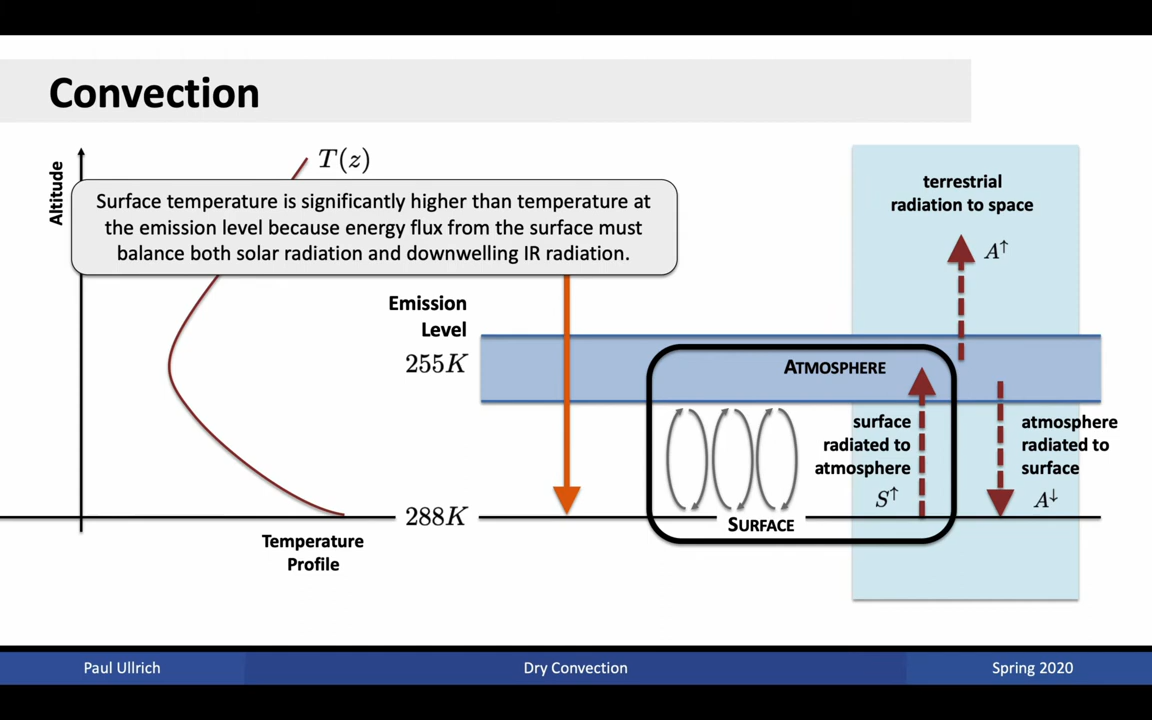 Convection
Altitude
T(z)
Surface temperature is significantly higher than temperature at
the emission level because energy flux from the surface must
balance both solar radiation and downwelling IR radiation.
terrestrial
radiation to space
A↑
Emission
Level
255K
ATMOSPHERE
surface
radiated to
atmosphere
S↑
atmosphere
radiated to
surface
A↓
288K
SURFACE
Temperature
Profile
Paul Ullrich
Dry Convection
Spring 2020